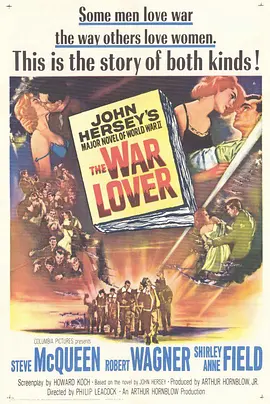 Some men love war
the way others love women.
This is the story of both kinds!
JOHN
HERSEY'S
MAJOR NOVEL OF WORLD WAR II
THE
WAR
LOVER
COLUMBIA PICTURES presents
STEVE McQUEEN ROBERT WAGNER SHIRLEY ANNE FIELD
Screenplay by HOWARD KOCH · Based on the novel by JOHN HERSEY · Produced by ARTHUR HORNBLOW, JR.
Directed by PHILIP LEACOCK · An ARTHUR HORNBLOW Production